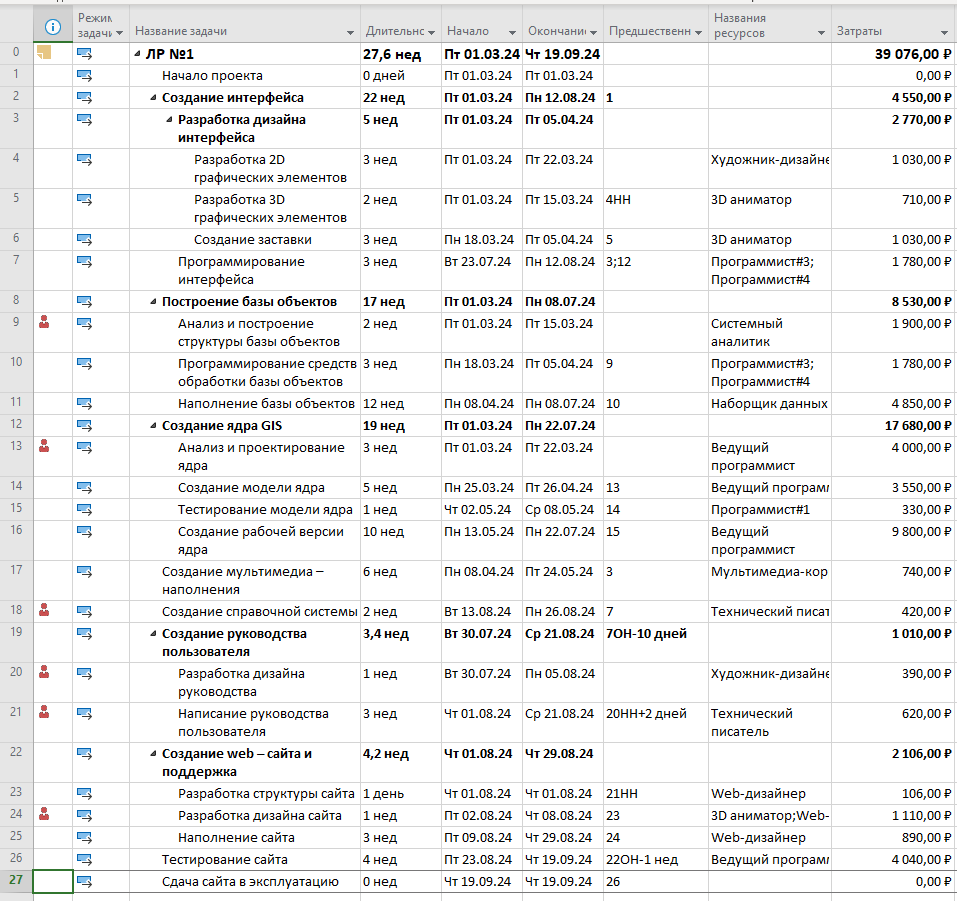 Режим задачи Название задачи Длительнс Начало Окончание Предшественн Названия ресурсов Затраты
0 ЛР №1 27,6 нед Пт 01.03.24 Чт 19.09.24 39 076,00 ₽
1 Начало проекта 0 дней Пт 01.03.24 Пт 01.03.24 0,00 ₽
2 Создание интерфейса 22 нед Пт 01.03.24 Пн 12.08.24 1 4 550,00 ₽
3 Разработка дизайна интерфейса 5 нед Пт 01.03.24 Пт 05.04.24 2 770,00 ₽
4 Разработка 2D графических элементов 3 нед Пт 01.03.24 Пт 22.03.24 Художник-дизайне 1 030,00 ₽
5 Разработка 3D графических элементов 2 нед Пт 01.03.24 Пт 15.03.24 4НН 3D аниматор 710,00 ₽
6 Создание заставки 3 нед Пн 18.03.24 Пт 05.04.24 5 3D аниматор 1 030,00 ₽
7 Программирование интерфейса 3 нед Вт 23.07.24 Пн 12.08.24 3;12 Программист#3; Программист#4 1 780,00 ₽
8 Построение базы объектов 17 нед Пт 01.03.24 Пн 08.07.24 8 530,00 ₽
9 Анализ и построение структуры базы объектов 2 нед Пт 01.03.24 Пт 15.03.24 Системный аналитик 1 900,00 ₽
10 Программирование средств обработки базы объектов 3 нед Пн 18.03.24 Пт 05.04.24 9 Программист#3; Программист#4 1 780,00 ₽
11 Наполнение базы объектов 12 нед Пн 08.04.24 Пн 08.07.24 10 Наборщик данных 4 850,00 ₽
12 Создание ядра GIS 19 нед Пт 01.03.24 Пн 22.07.24 17 680,00 ₽
13 Анализ и проектирование ядра 3 нед Пт 01.03.24 Пт 22.03.24 Ведущий программист 4 000,00 ₽
14 Создание модели ядра 5 нед Пн 25.03.24 Пт 26.04.24 13 Ведущий програм 3 550,00 ₽
15 Тестирование модели ядра 1 нед Чт 02.05.24 Ср 08.05.24 14 Программист#1 330,00 ₽
16 Создание рабочей версии ядра 10 нед Пн 13.05.24 Пн 22.07.24 15 Ведущий программист 9 800,00 ₽
17 Создание мультимедиа – наполнения 6 нед Пн 08.04.24 Пт 24.05.24 3 Мультимедиа-кор 740,00 ₽
18 Создание справочной системы 2 нед Вт 13.08.24 Пн 26.08.24 7 Технический писат 420,00 ₽
19 Создание руководства пользователя 3,4 нед Вт 30.07.24 Ср 21.08.24 7ОН-10 дней 1 010,00 ₽
20 Разработка дизайна руководства 1 нед Вт 30.07.24 Пн 05.08.24 Художник-дизайне 390,00 ₽
21 Написание руководства пользователя 3 нед Чт 01.08.24 Ср 21.08.24 20НН+2 дней Технический писатель 620,00 ₽
22 Создание web – сайта и поддержка 4,2 нед Чт 01.08.24 Чт 29.08.24 2 106,00 ₽
23 Разработка структуры сайта 1 день Чт 01.08.24 Чт 01.08.24 21НН Web-дизайнер 106,00 ₽
24 Разработка дизайна сайта 1 нед Пт 02.08.24 Чт 08.08.24 23 3D аниматор;Web- 1 110,00 ₽
25 Наполнение сайта 3 нед Пт 09.08.24 Чт 29.08.24 24 Web-дизайнер 890,00 ₽
26 Тестирование сайта 4 нед Пт 23.08.24 Чт 19.09.24 22ОН-1 нед Ведущий програм 4 040,00 ₽
27 Сдача сайта в эксплуатацию 0 нед Чт 19.09.24 Чт 19.09.24 26 0,00 ₽